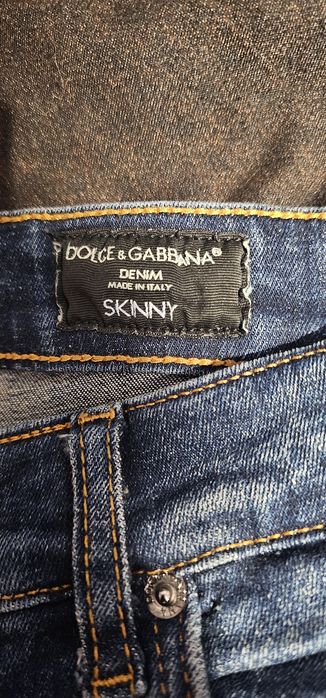 DOLCE & GABBANA®
DENIM
MADE IN ITALY
SKINNY